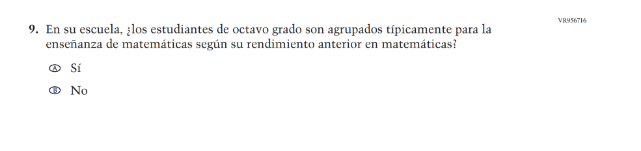 VB956716
9. En su escuela, ¿los estudiantes de octavo grado son agrupados típicamente para la
enseñanza de matemáticas según su rendimiento anterior en matemáticas?
A Sí
B No